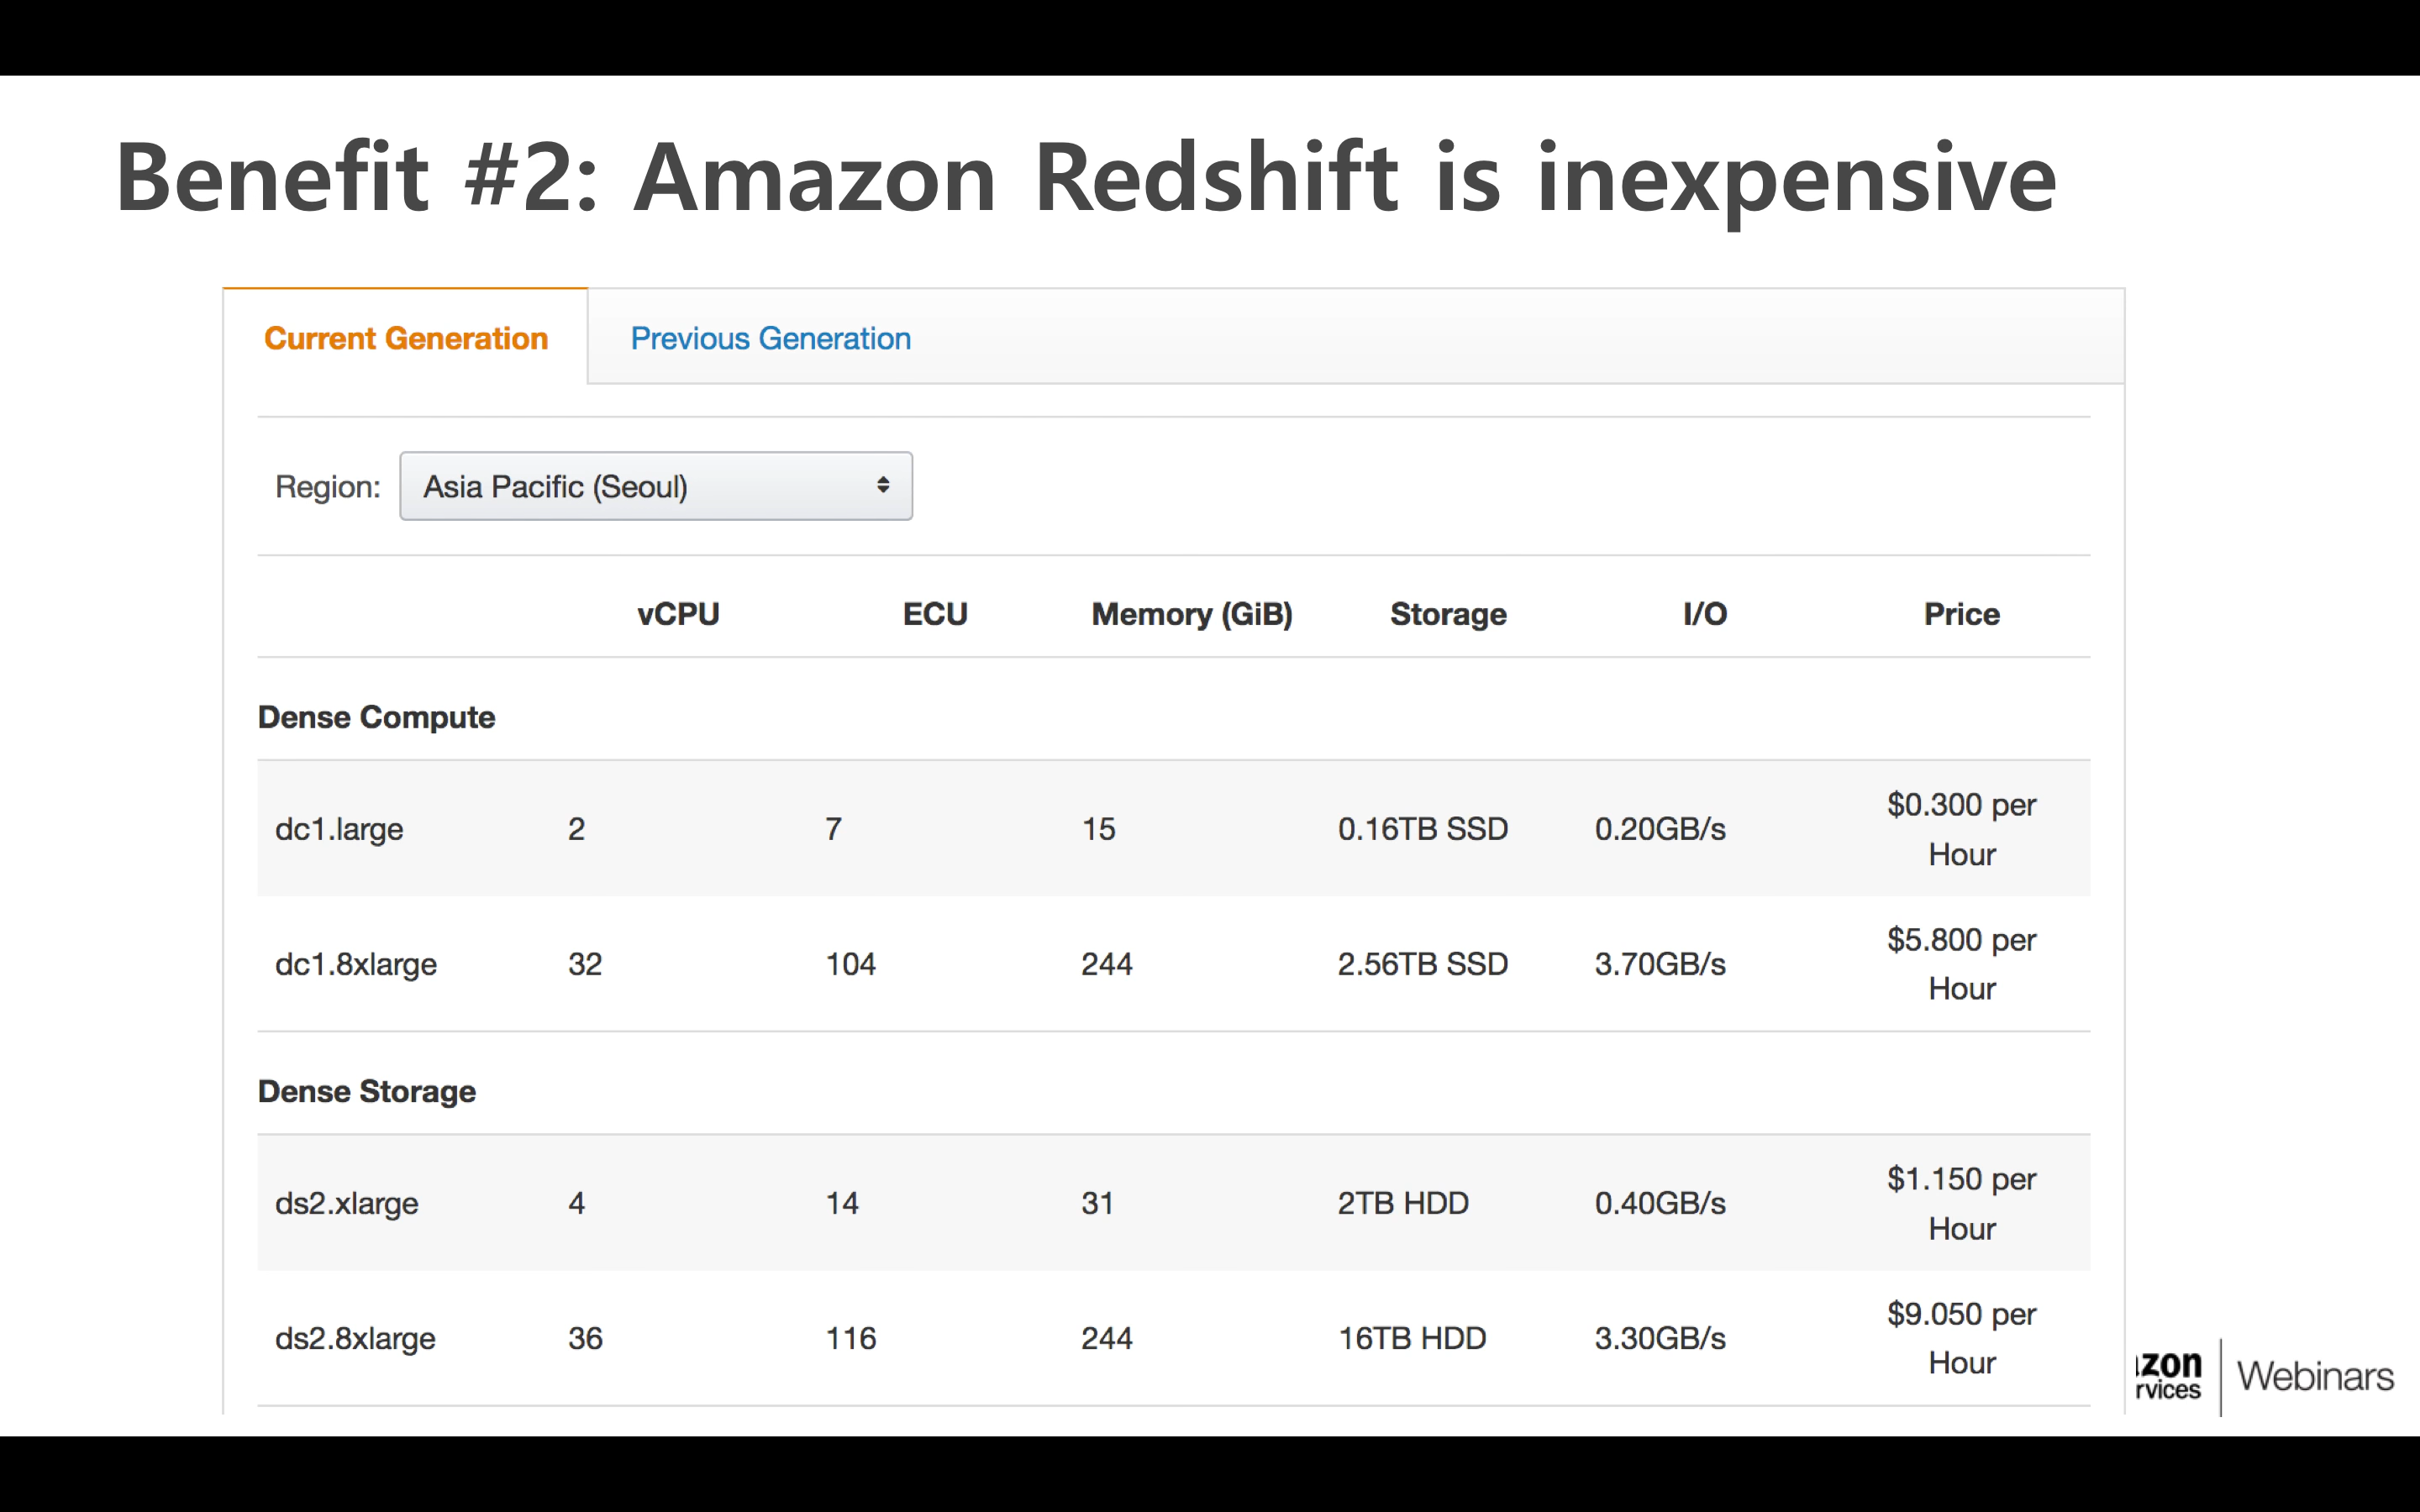 Benefit #2: Amazon Redshift is inexpensive
Current Generation Previous Generation
Region: Asia Pacific (Seoul)
vCPU ECU Memory (GiB) Storage I/O Price
Dense Compute
dc1.large 2 7 15 0.16TB SSD 0.20GB/s $0.300 per
Hour
dc1.8xlarge 32 104 244 2.56TB SSD 3.70GB/s $5.800 per
Hour
Dense Storage
ds2.xlarge 4 14 31 2TB HDD 0.40GB/s $1.150 per
Hour
ds2.8xlarge 36 116 244 16TB HDD 3.30GB/s $9.050 per
Hour
zon
rvices
Webinars